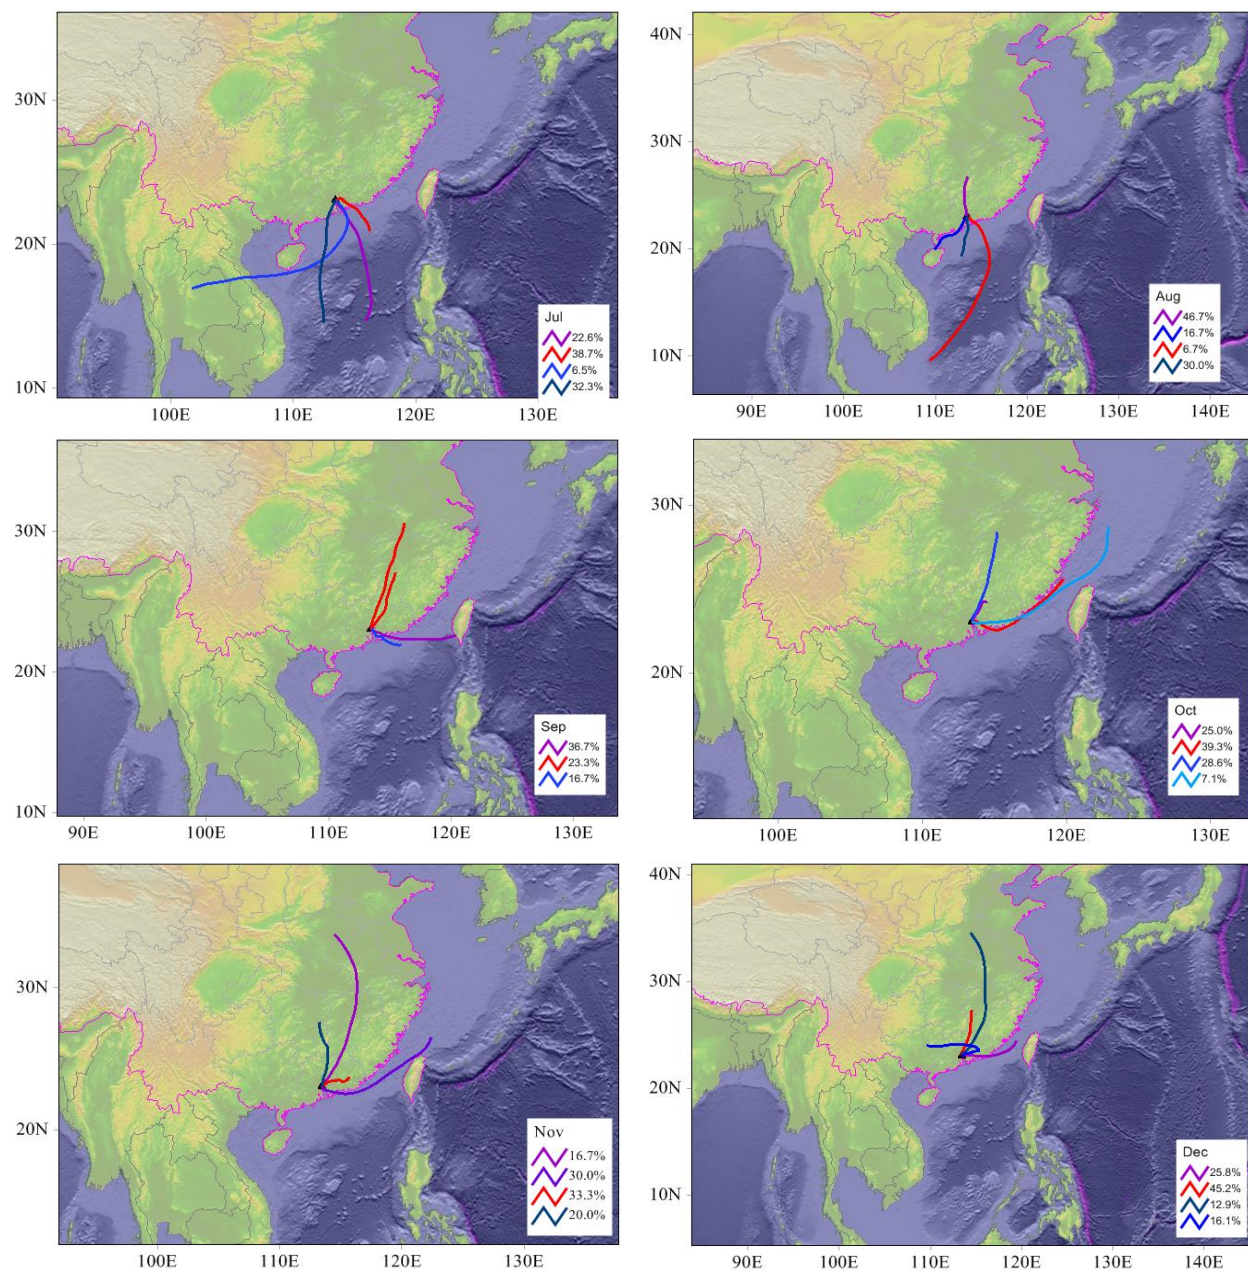 30N
20N
10N
100E
110E
120E
130E
Jul
22.6%
38.7%
6.5%
32.3%
40N
30N
20N
10N
90E
100E
110E
120E
130E
140E
Aug
46.7%
16.7%
6.7%
30.0%
30N
20N
10N
90E
100E
110E
120E
130E
Sep
36.7%
23.3%
16.7%
30N
20N
100E
110E
120E
130E
Oct
25.0%
39.3%
28.6%
7.1%
30N
20N
100E
110E
120E
130E
Nov
16.7%
30.0%
33.3%
20.0%
40N
30N
20N
10N
90E
100E
110E
120E
130E
140E
Dec
25.8%
45.2%
12.9%
16.1%